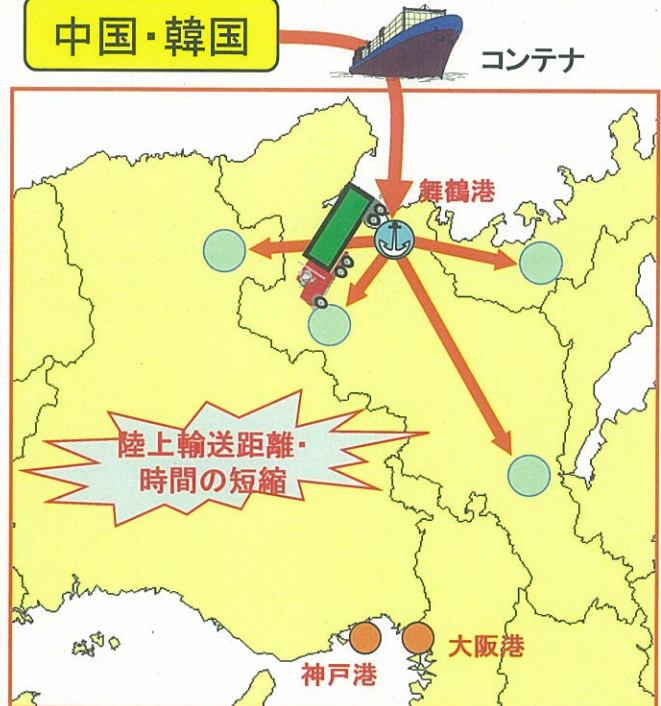 中国・韓国
コンテナ
舞鶴港
陸上輸送距離・
時間の短縮
大阪港
神戸港